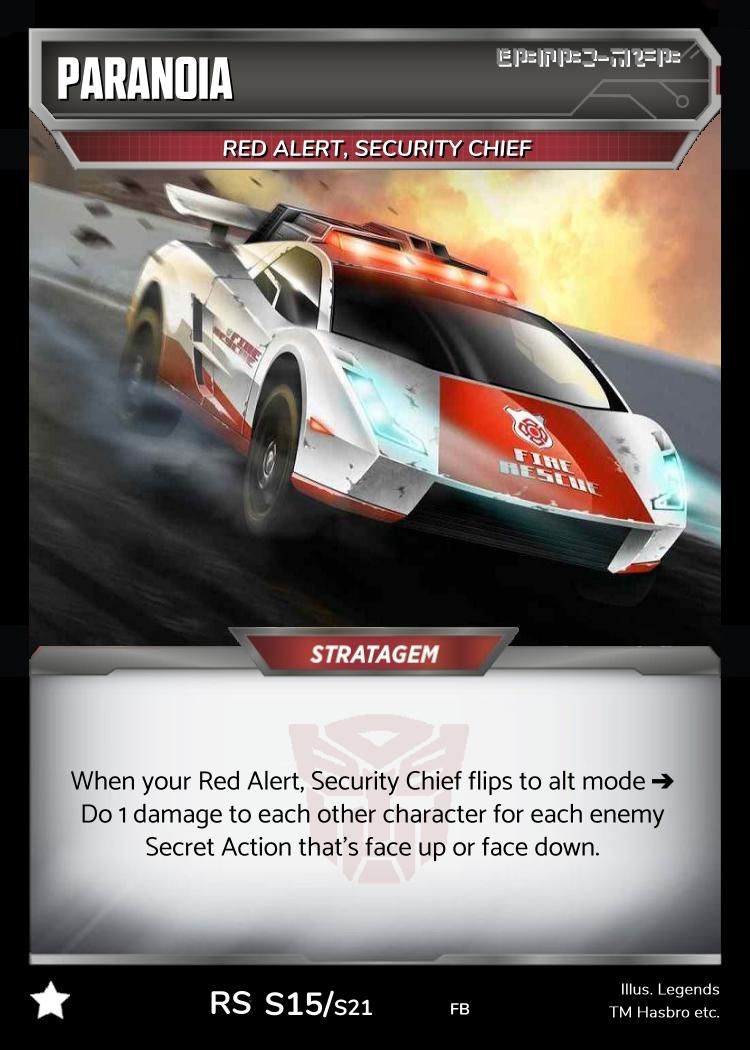 PARANOIA
RED ALERT, SECURITY CHIEF
FIRE
RESCUE
FIRE
RESCUE
STRATAGEM
When your Red Alert, Security Chief flips to alt mode ➔
Do 1 damage to each other character for each enemy
Secret Action that's face up or face down.
RS S15/S21
FB
Illus. Legends
TM Hasbro etc.